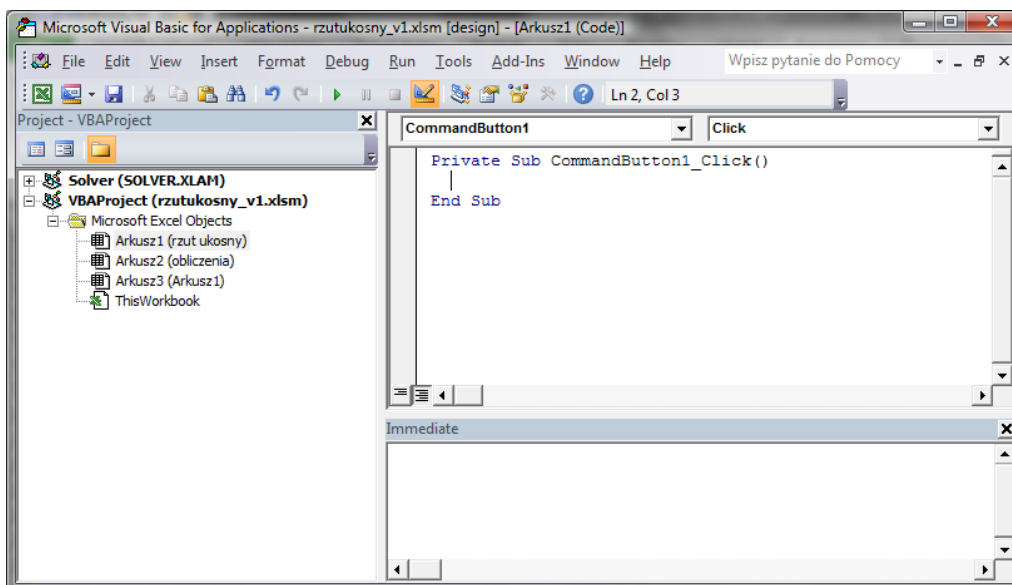 Microsoft Visual Basic for Applications - rzutukosny_v1.xlsm [design] - [Arkusz1 (Code)]
File Edit View Insert Format Debug Run Tools Add-Ins Window Help Wpisz pytanie do Pomocy
Ln 2, Col 3
Project - VBAProject
CommandButton1 Click
Solver (SOLVER.XLAM)
VBAProject (rzutukosny_v1.xlsm)
Microsoft Excel Objects
Arkusz1 (rzut ukosny)
Arkusz2 (obliczenia)
Arkusz3 (Arkusz1)
ThisWorkbook
Private Sub CommandButton1_Click()
End Sub
Immediate